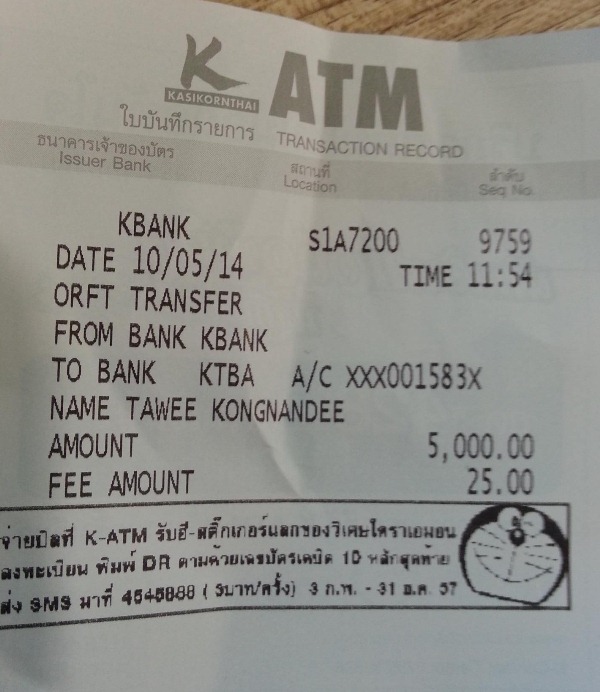 K ATM
KASIKORNTHAI
ใบบันทึกรายการ TRANSACTION RECORD
ธนาคารเจ้าของบัตร สถานที่ ลำดับ
Issuer Bank Location Seq No.
KBANK S1A7200 9759
DATE 10/05/14 TIME 11:54
ORFT TRANSFER
FROM BANK KBANK
TO BANK KTBA A/C XXX001583X
NAME TAWEE KONGNANDEE
AMOUNT 5,000.00
FEE AMOUNT 25.00
จ่ายบิลที่ K-ATM รับอี-สติ๊กเกอร์แลกของวิเศษโดราเอมอน
ลงทะเบียน พิมพ์ DR ตามด้วยเลขบัตรเดบิต 10 หลักสุดท้าย
ส่ง SMS มาที่ 4545888 (3บาท/ครั้ง) 3 ก.พ. - 31 ธ.ค. 57